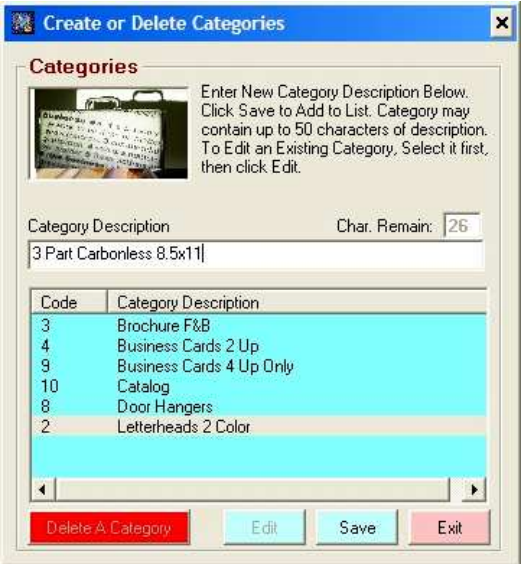 Create or Delete Categories
Categories
Enter New Category Description Below.
Click Save to Add to List. Category may
contain up to 50 characters of description.
To Edit an Existing Category, Select it first,
then click Edit.
Category Description Char. Remain: 26
3 Part Carbonless 8.5x11
Code Category Description
3 Brochure F&B
4 Business Cards 2 Up
9 Business Cards 4 Up Only
10 Catalog
8 Door Hangers
2 Letterheads 2 Color
Delete A Category Edit Save Exit